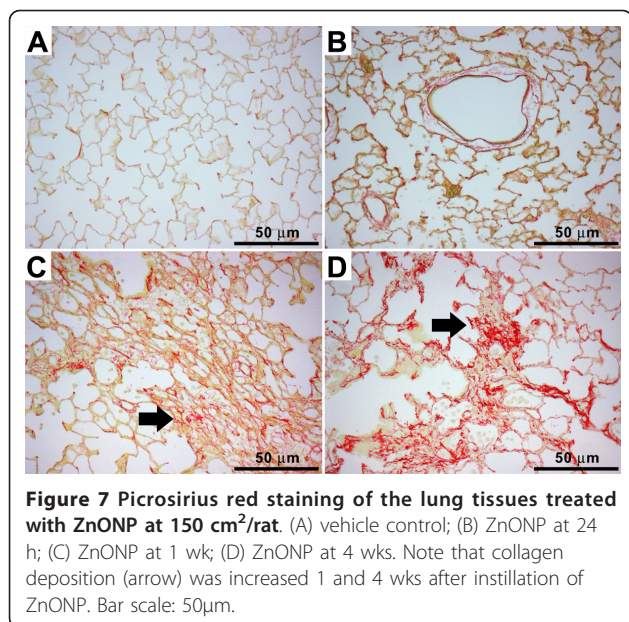 A
B
50 μm
50 μm
C
D
50 μm
50 μm
Figure 7 Picrosirius red staining of the lung tissues treated
with ZnONP at 150 cm²/rat. (A) vehicle control; (B) ZnONP at 24
h; (C) ZnONP at 1 wk; (D) ZnONP at 4 wks. Note that collagen
deposition (arrow) was increased 1 and 4 wks after instillation of
ZnONP. Bar scale: 50μm.